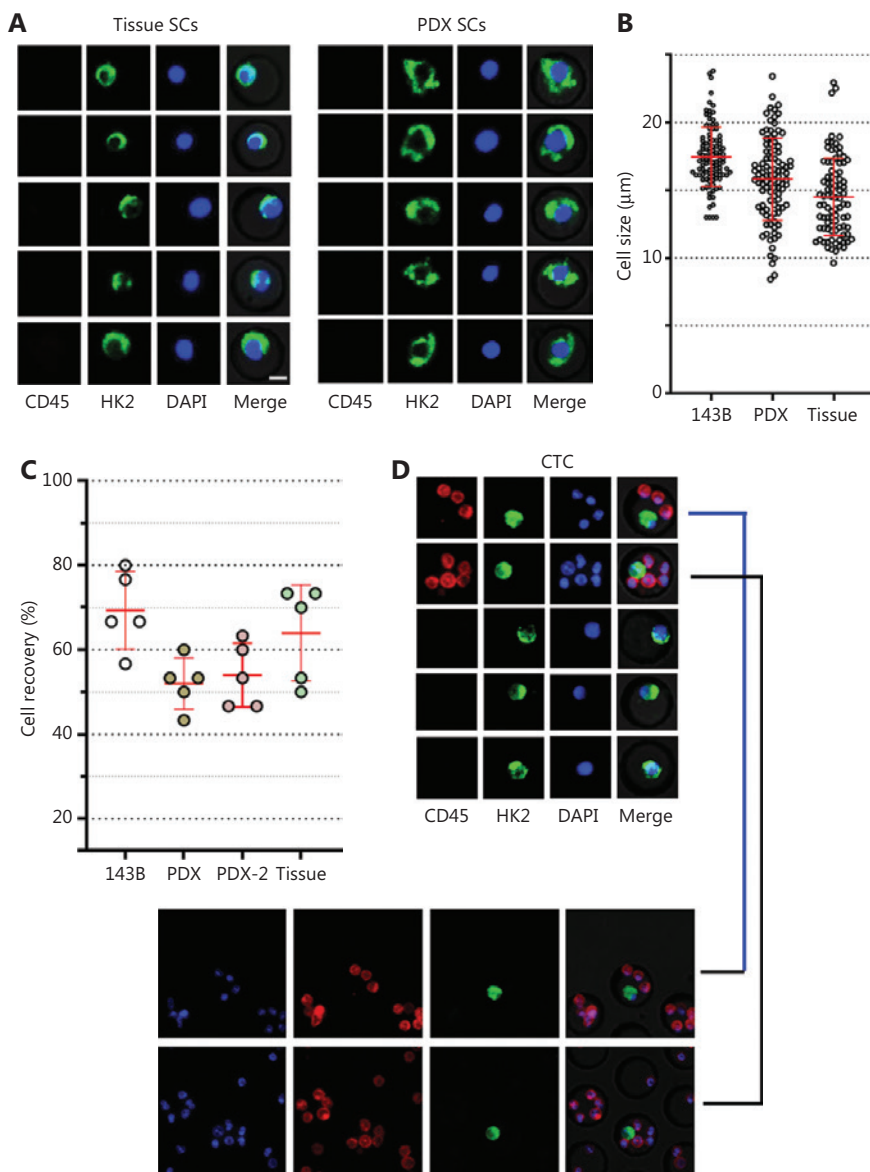 A
Tissue SCs
PDX SCs
CD45 HK2 DAPI Merge
CD45 HK2 DAPI Merge
B
Cell size (μm)
20
10
0
143B PDX Tissue
C
Cell recovery (%)
100
80
60
40
20
143B PDX PDX-2 Tissue
D
CTC
CD45 HK2 DAPI Merge